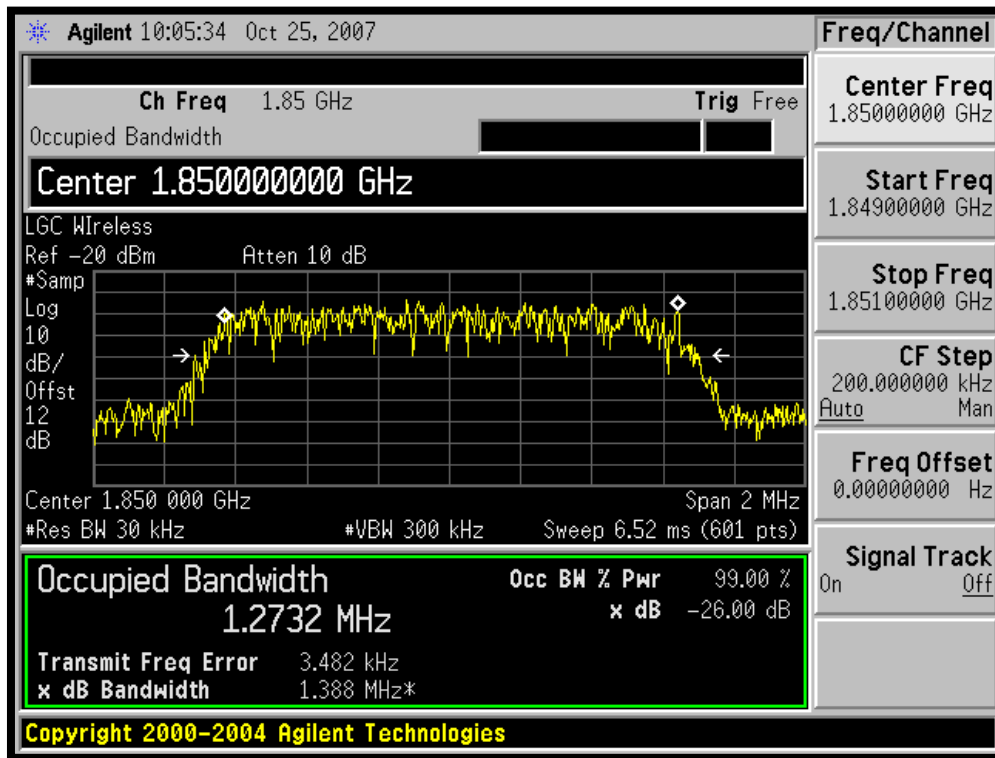 Agilent 10:05:34 Oct 25, 2007
Freq/Channel
Ch Freq 1.85 GHz Trig Free
Occupied Bandwidth
Center 1.850000000 GHz
LGC WIreless
Ref -20 dBm Atten 10 dB
#Samp
Log
10
dB/
Offst
12
dB
Center 1.850 000 GHz Span 2 MHz
#Res BW 30 kHz #VBW 300 kHz Sweep 6.52 ms (601 pts)
Occupied Bandwidth Occ BW % Pwr 99.00 %
1.2732 MHz x dB -26.00 dB
Transmit Freq Error 3.482 kHz
x dB Bandwidth 1.388 MHz*
Copyright 2000-2004 Agilent Technologies
Center Freq
1.85000000 GHz
Start Freq
1.84900000 GHz
Stop Freq
1.85100000 GHz
CF Step
200.000000 kHz
Auto Man
Freq Offset
0.00000000 Hz
Signal Track
On Off